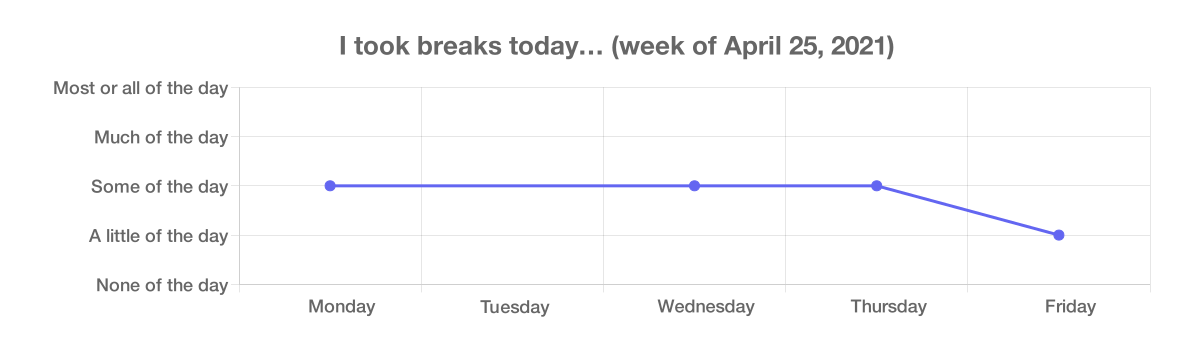 I took breaks today… (week of April 25, 2021)
Most or all of the day
Much of the day
Some of the day
A little of the day
None of the day
Monday Tuesday Wednesday Thursday Friday